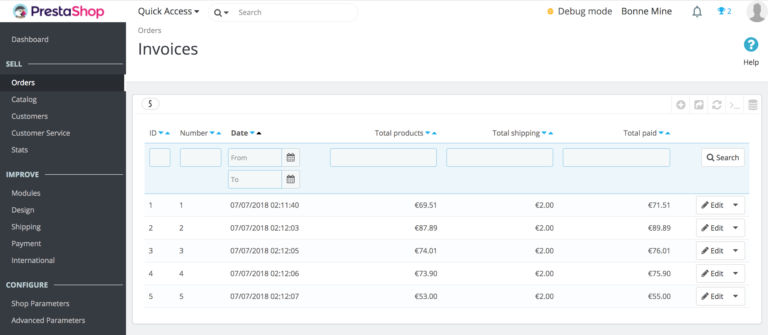 PrestaShop
Quick Access
Search
Debug mode
Bonne Mine
2
Dashboard
SELL
Orders
Catalog
Customers
Customer Service
Stats
IMPROVE
Modules
Design
Shipping
Payment
International
CONFIGURE
Shop Parameters
Advanced Parameters
Orders
Invoices
Help
5
>_
ID Number Date Total products Total shipping Total paid
From
Search
To
1 1 07/07/2018 02:11:40 €69.51 €2.00 €71.51 Edit
2 2 07/07/2018 02:12:03 €87.89 €2.00 €89.89 Edit
3 3 07/07/2018 02:12:05 €74.01 €2.00 €76.01 Edit
4 4 07/07/2018 02:12:06 €73.90 €2.00 €75.90 Edit
5 5 07/07/2018 02:12:07 €53.00 €2.00 €55.00 Edit